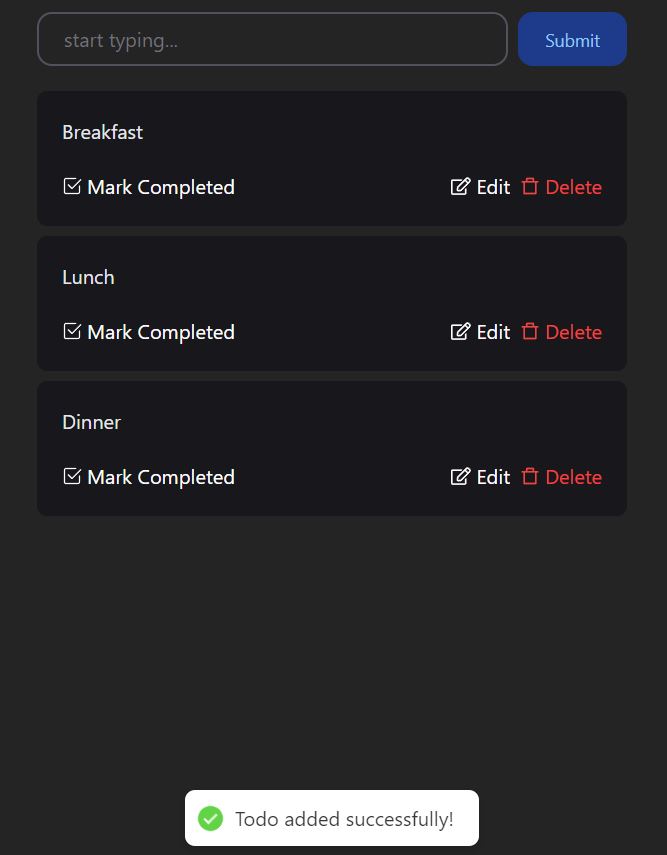 start typing... Submit
Breakfast
Mark Completed Edit Delete
Lunch
Mark Completed Edit Delete
Dinner
Mark Completed Edit Delete
Todo added successfully!